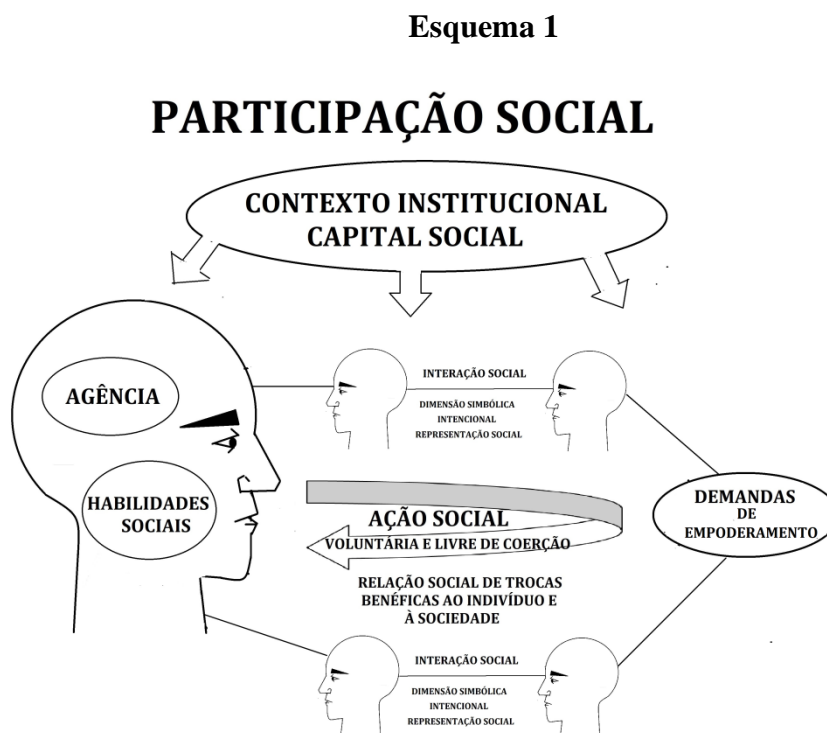 Esquema 1
PARTICIPAÇÃO SOCIAL
CONTEXTO INSTITUCIONAL
CAPITAL SOCIAL
AGÊNCIA
HABILIDADES
SOCIAIS
INTERAÇÃO SOCIAL
DIMENSÃO SIMBÓLICA
INTENCIONAL
REPRESENTAÇÃO SOCIAL
AÇÃO SOCIAL
VOLUNTÁRIA E LIVRE DE COERÇÃO
RELAÇÃO SOCIAL DE TROCAS
BENÉFICAS AO INDIVÍDUO E
À SOCIEDADE
DEMANDAS
DE
EMPODERAMENTO
INTERAÇÃO SOCIAL
DIMENSÃO SIMBÓLICA
INTENCIONAL
REPRESENTAÇÃO SOCIAL